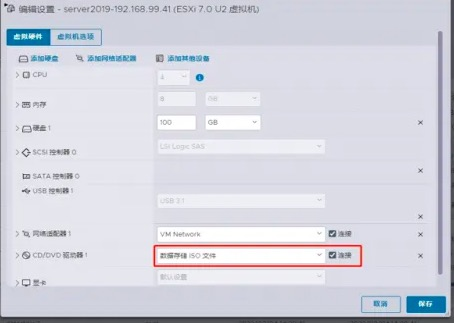 编辑设置 - server2019-192.168.99.41 (ESXi 7.0 U2 虚拟机)
虚拟硬件 虚拟机选项
添加硬盘 添加网络适配器 添加其他设备
CPU 4
内存 8 GB
硬盘 1 100 GB
SCSI 控制器 0 LSI Logic SAS
SATA 控制器 0
USB 控制器 1 USB 3.1
网络适配器 1 VM Network 连接
CD/DVD 驱动器 1 数据存储 ISO 文件 连接
显卡 默认设置
取消 保存